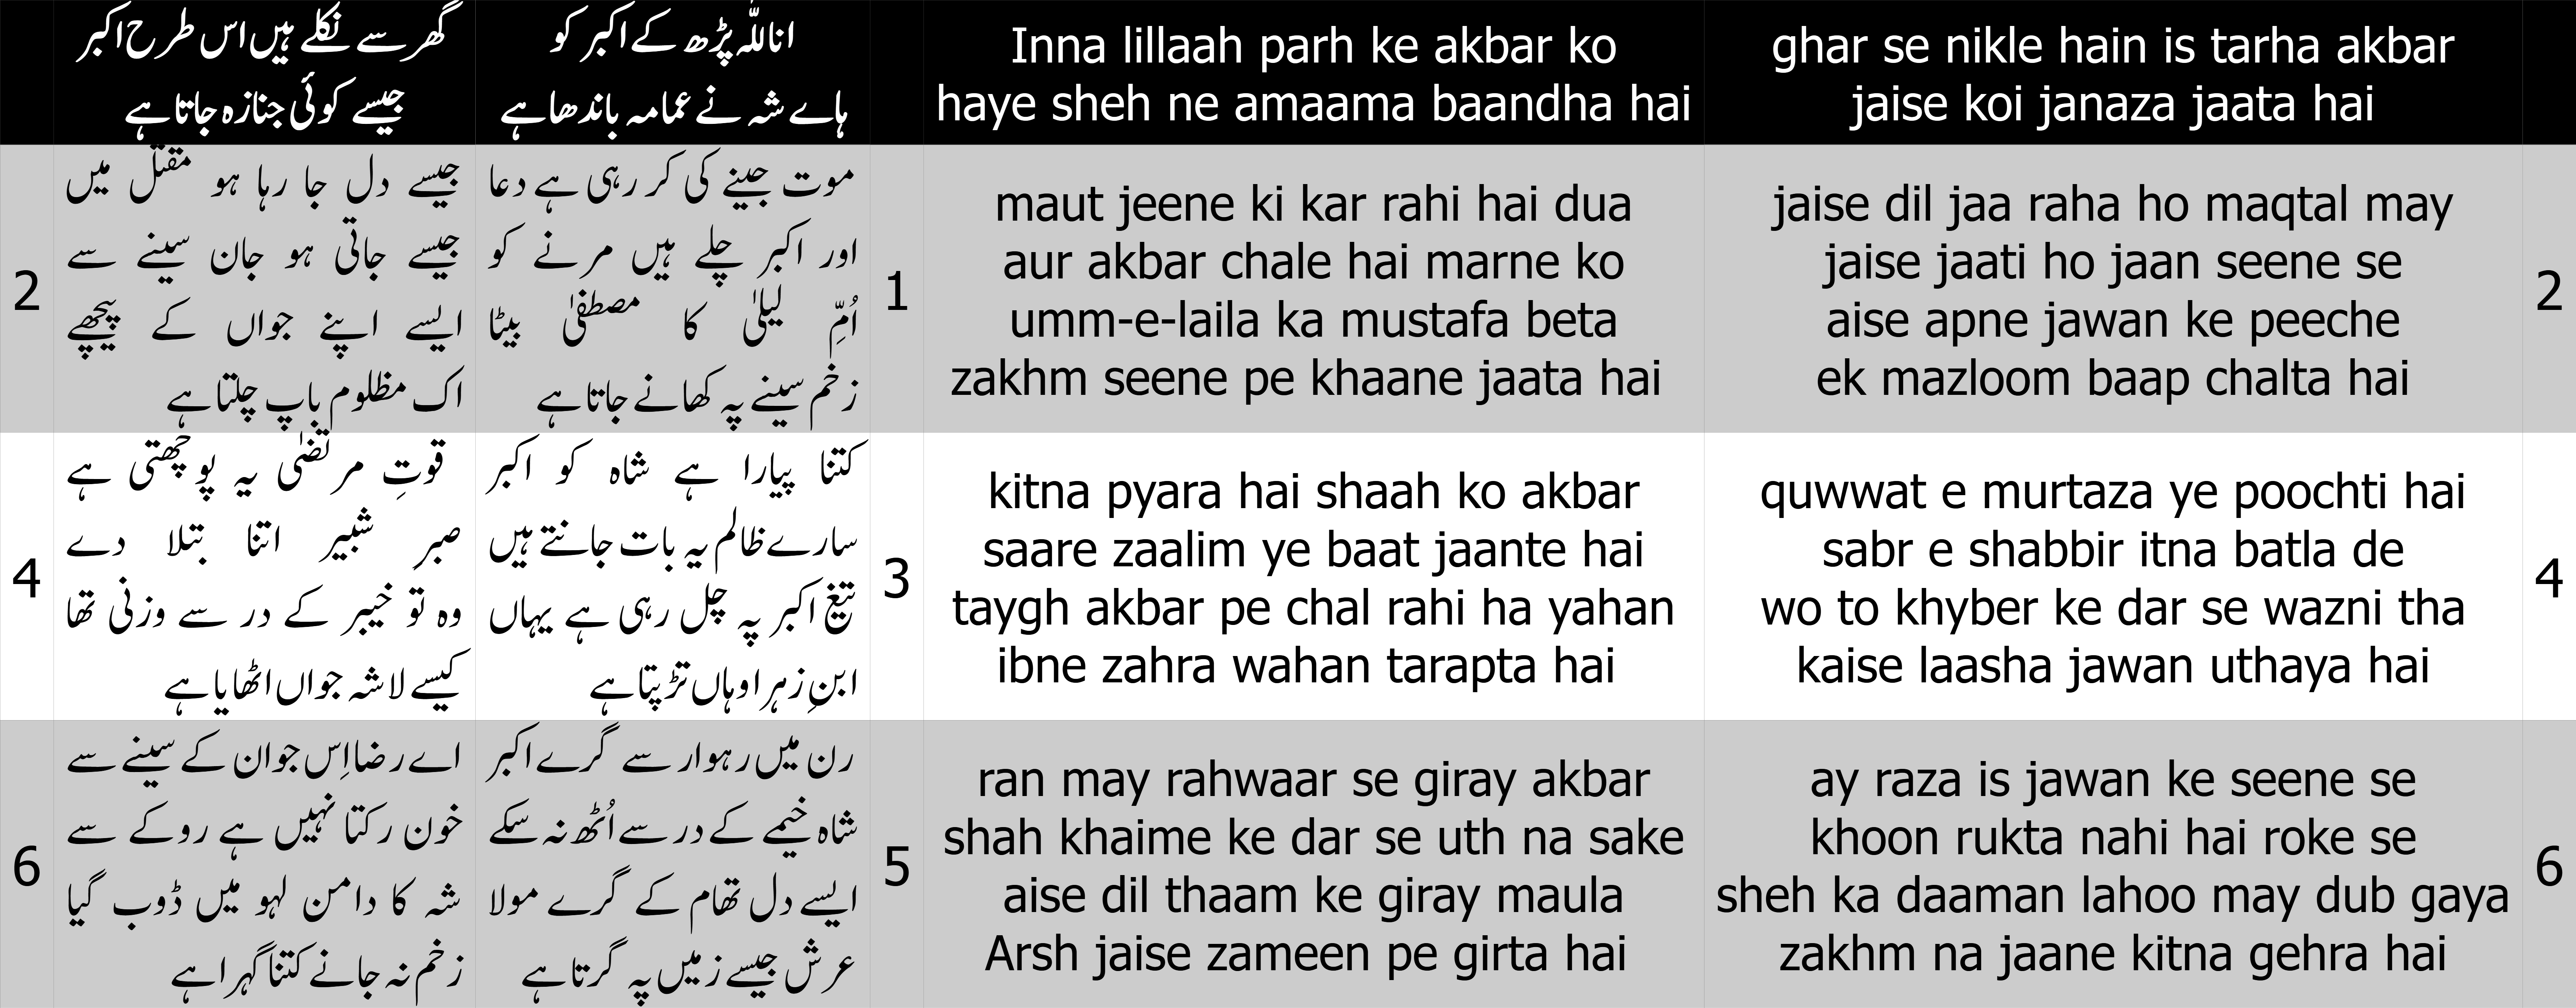 اناللہ پڑھ کے اکبر کو
ہاے شہ نے عمامہ باندھا ہے
گھر سے نکلے ہیں اس طرح اکبر
جیسے کوئی جنازہ جاتا ہے
1
موت جینے کی کر رہی ہے دعا
اور اکبر چلے ہیں مرنے کو
اُمِّ لیلیٰ کا مصطفیٰ بیٹا
زخم سینے پہ کھانے جاتا ہے
2
جیسے دل جا رہا ہو مقتل میں
جیسے جاتی ہو جان سینے سے
ایسے اپنے جواں کے پیچھے
اک مظلوم باپ چلتا ہے
3
کتنا پیارا ہے شاہ کو اکبر
سارے ظالم یہ بات جانتے ہیں
تیغ اکبر پہ چل رہی ہے یہاں
ابنِ زہرا وہاں تڑپتا ہے
4
قوتِ مرتضیٰ یہ پوچھتی ہے
صبرِ شبیر اتنا بتلا دے
وہ تو خیبر کے در سے وزنی تھا
کیسے لاشہ جواں اٹھایا ہے
5
رن میں رہوار سے گرے اکبر
شاہ خیمے کے در سے اُٹھ نہ سکے
ایسے دل تھام کے گرے مولا
عرش جیسے زمیں پہ گرتا ہے
6
اے رضا اِس جوان کے سینے سے
خون رکتا نہیں ہے روکے سے
شہ کا دامن لہو میں ڈوب گیا
زخم نہ جانے کتنا گہرا ہے
Inna lillaah parh ke akbar ko
haye sheh ne amaama baandha hai
ghar se nikle hain is tarha akbar
jaise koi janaza jaata hai
maut jeene ki kar rahi hai dua
aur akbar chale hai marne ko
umm-e-laila ka mustafa beta
zakhm seene pe khaane jaata hai
jaise dil jaa raha ho maqtal may
jaise jaati ho jaan seene se
aise apne jawan ke peeche
ek mazloom baap chalta hai
2
kitna pyara hai shaah ko akbar
saare zaalim ye baat jaante hai
taygh akbar pe chal rahi ha yahan
ibne zahra wahan tarapta hai
quwwat e murtaza ye poochti hai
sabr e shabbir itna batla de
wo to khyber ke dar se wazni tha
kaise laasha jawan uthaya hai
4
ran may rahwaar se giray akbar
shah khaime ke dar se uth na sake
aise dil thaam ke giray maula
Arsh jaise zameen pe girta hai
ay raza is jawan ke seene se
khoon rukta nahi hai roke se
sheh ka daaman lahoo may dub gaya
zakhm na jaane kitna gehra hai
6